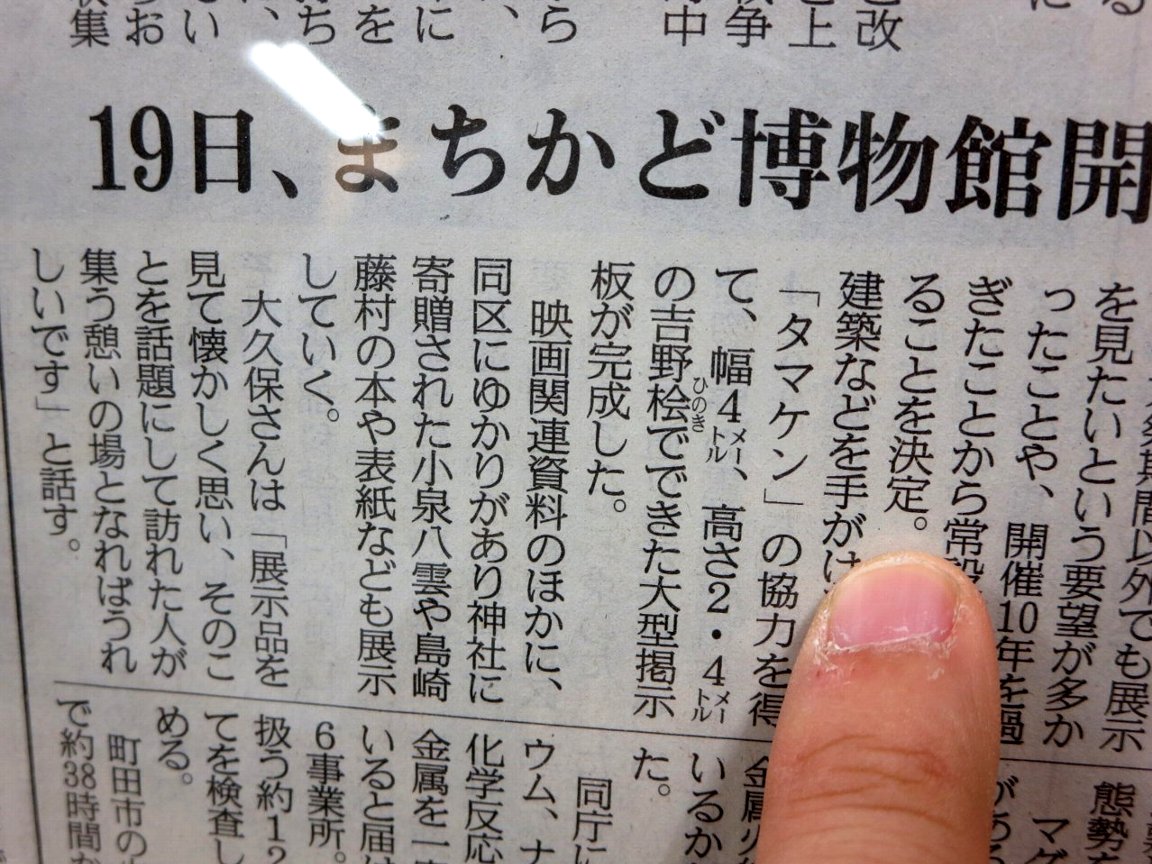 19日、まちかど博物館開
を見たいという要望が多か
ったことや、開催10年を過
ぎたことから常設
ることを決定。
建築などを手がけ
「タマケン」の協力を得
て、幅4メートル、高さ2・4メートル
の吉野桧でできた大型掲示
ひのき
板が完成した。
映画関連資料のほかに、
同区にゆかりがあり神社に
寄贈された小泉八雲や島崎
藤村の本や表紙なども展示
していく。
大久保さんは「展示品を
見て懐かしく思い、そのこ
とを話題にして訪れた人が
集う憩いの場となればうれ
しいです」と話す。
態勢
マグ
いるか
た。
同庁に
ウム、ナ
化学反応
金属を一
いると届
6事業所。
扱う約12
てを検査し
める。
町田市の
で約38時間